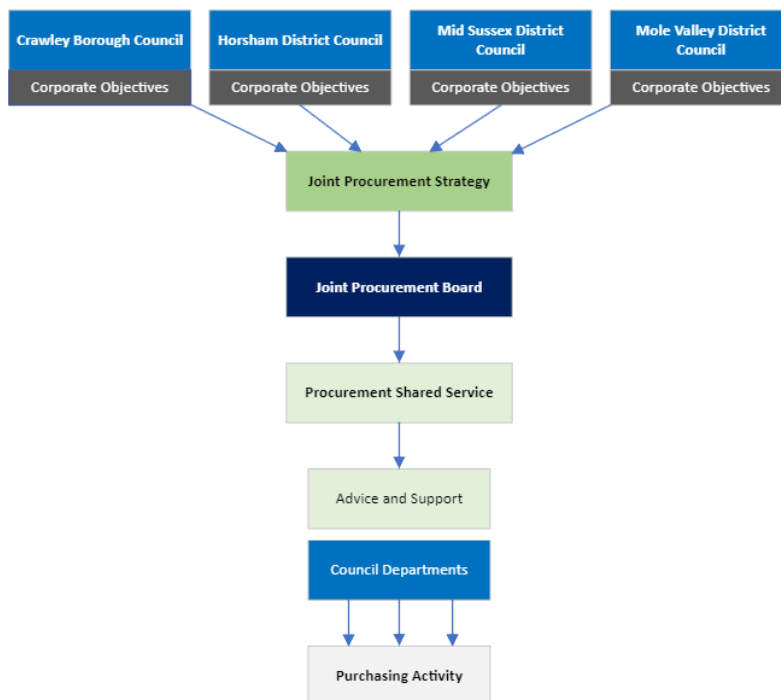 Crawley Borough Council
Horsham District Council
Mid Sussex District
Council
Mole Valley District
Council
Corporate Objectives
Corporate Objectives
Corporate Objectives
Corporate Objectives
Joint Procurement Strategy
Joint Procurement Board
Procurement Shared Service
Advice and Support
Council Departments
Purchasing Activity